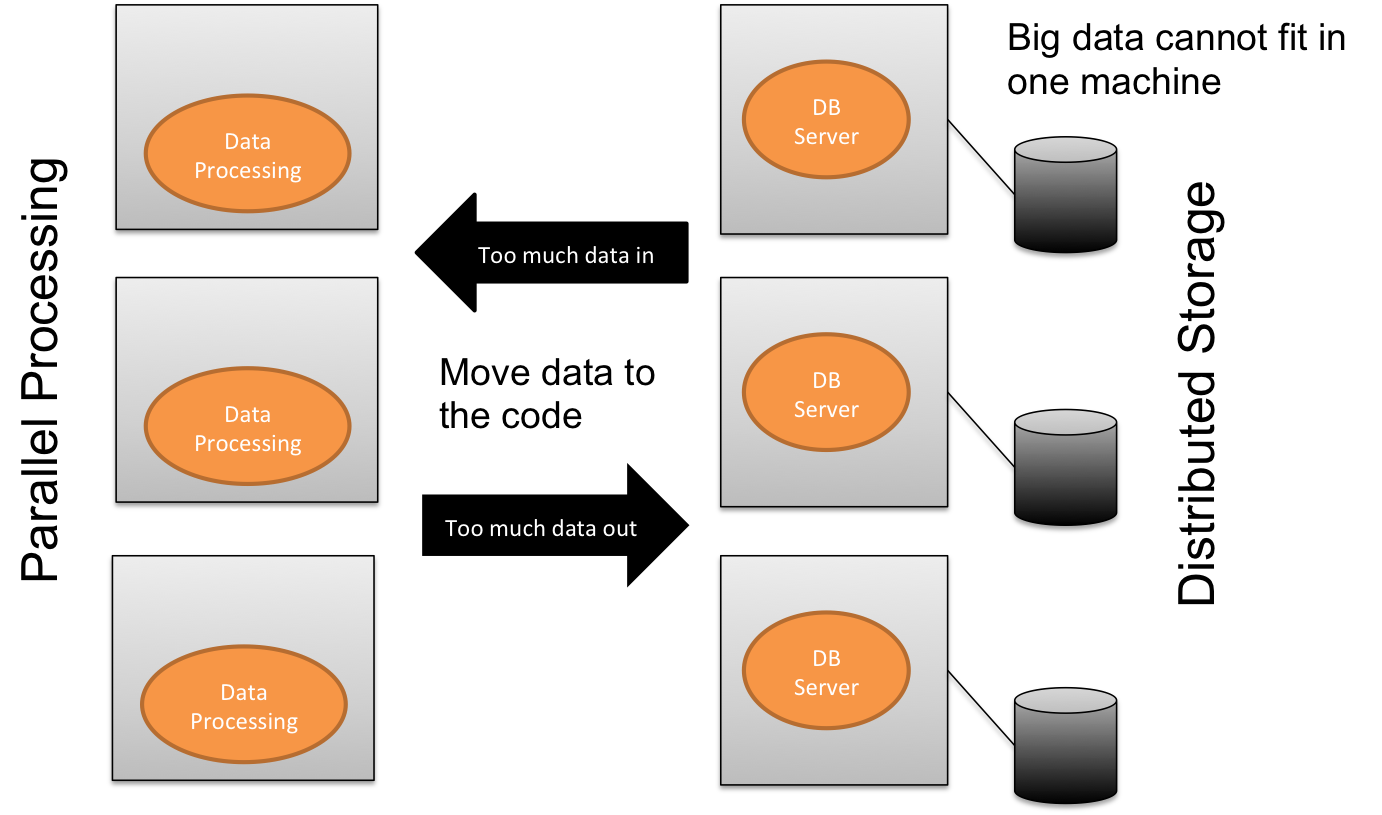 Parallel Processing
Data
Processing
Data
Processing
Data
Processing
Too much data in
Move data to
the code
Too much data out
DB
Server
DB
Server
DB
Server
Big data cannot fit in
one machine
Distributed Storage